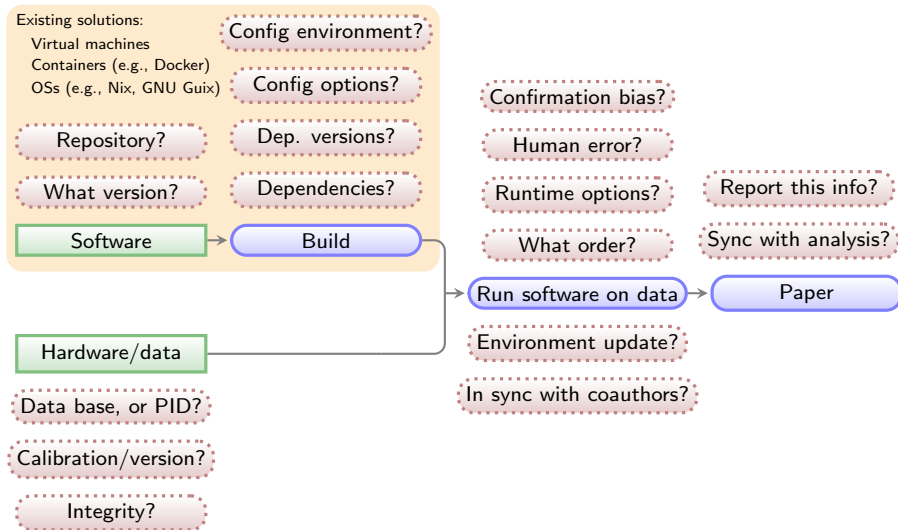 Existing solutions:
Virtual machines
Containers (e.g., Docker)
OSs (e.g., Nix, GNU Guix)
Config environment?
Config options?
Repository?
Dep. versions?
What version?
Dependencies?
Software
Build
Confirmation bias?
Human error?
Runtime options?
What order?
Run software on data
Environment update?
In sync with coauthors?
Report this info?
Sync with analysis?
Paper
Hardware/data
Data base, or PID?
Calibration/version?
Integrity?